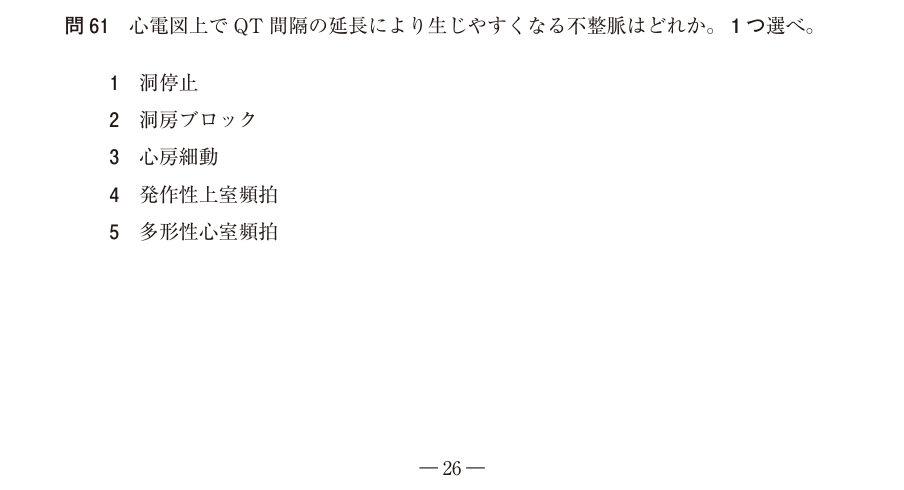 問 61 心電図上で QT 間隔の延長により生じやすくなる不整脈はどれか。1 つ選べ。
1 洞停止
2 洞房ブロック
3 心房細動
4 発作性上室頻拍
5 多形性心室頻拍
― 26 ―